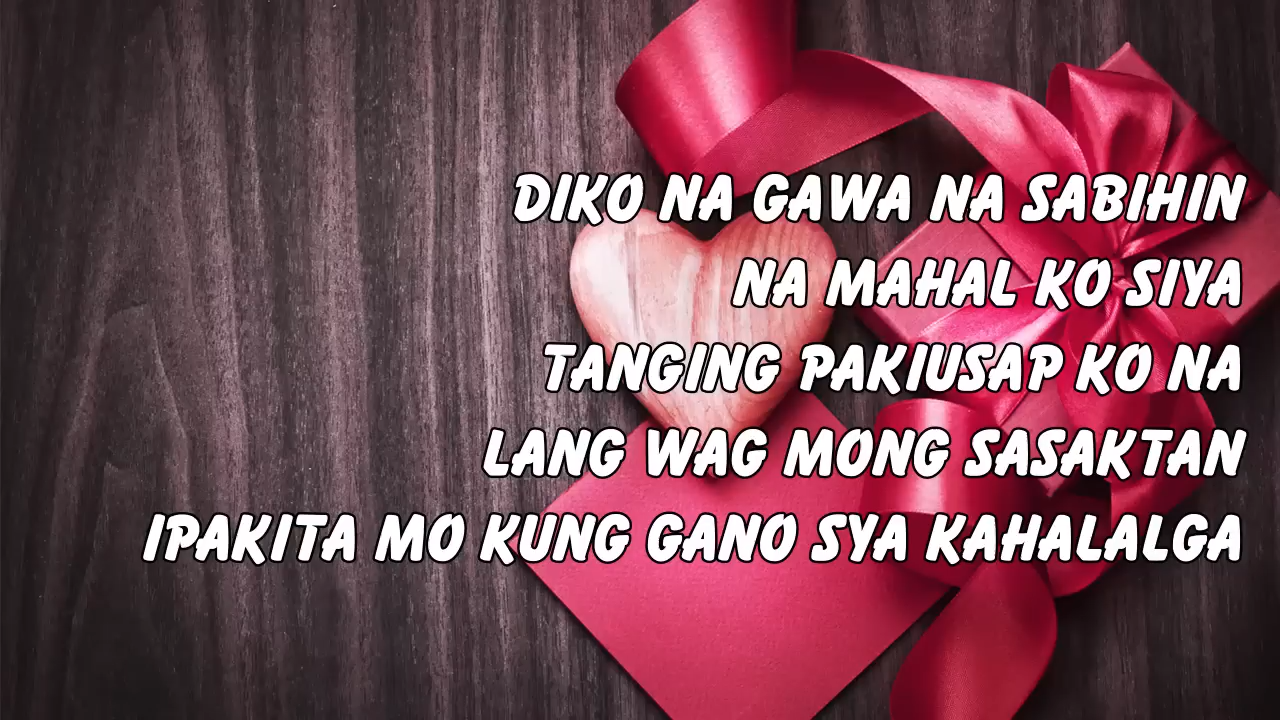 DIKO NA GAWA NA SABIHIN
NA MAHAL KO SIYA
TANGING PAKIUSAP KO NA
LANG WAG MONG SASAKTAN
IPAKITA MO KUNG GANO SYA KAHALALGA